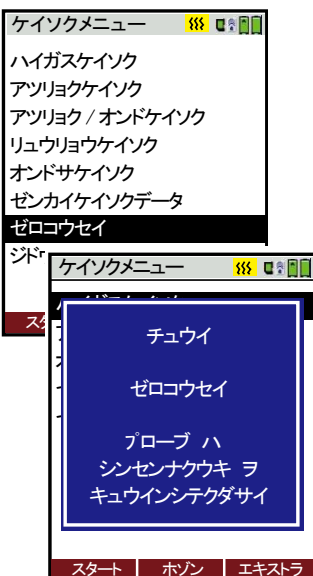 ケイソクメニュー
ハイガスケイソク
アツリョクケイソク
アツリョク / オンドケイソク
リュウリョウケイソク
オンドサケイソク
ゼンカイケイソクデータ
ゼロコウセイ
ケイソクメニュー
チュウイ
ゼロコウセイ
プローブ ハ
シンセンナクウキ ヲ
キュウインシテクダサイ
スタート ホゾン エキストラ